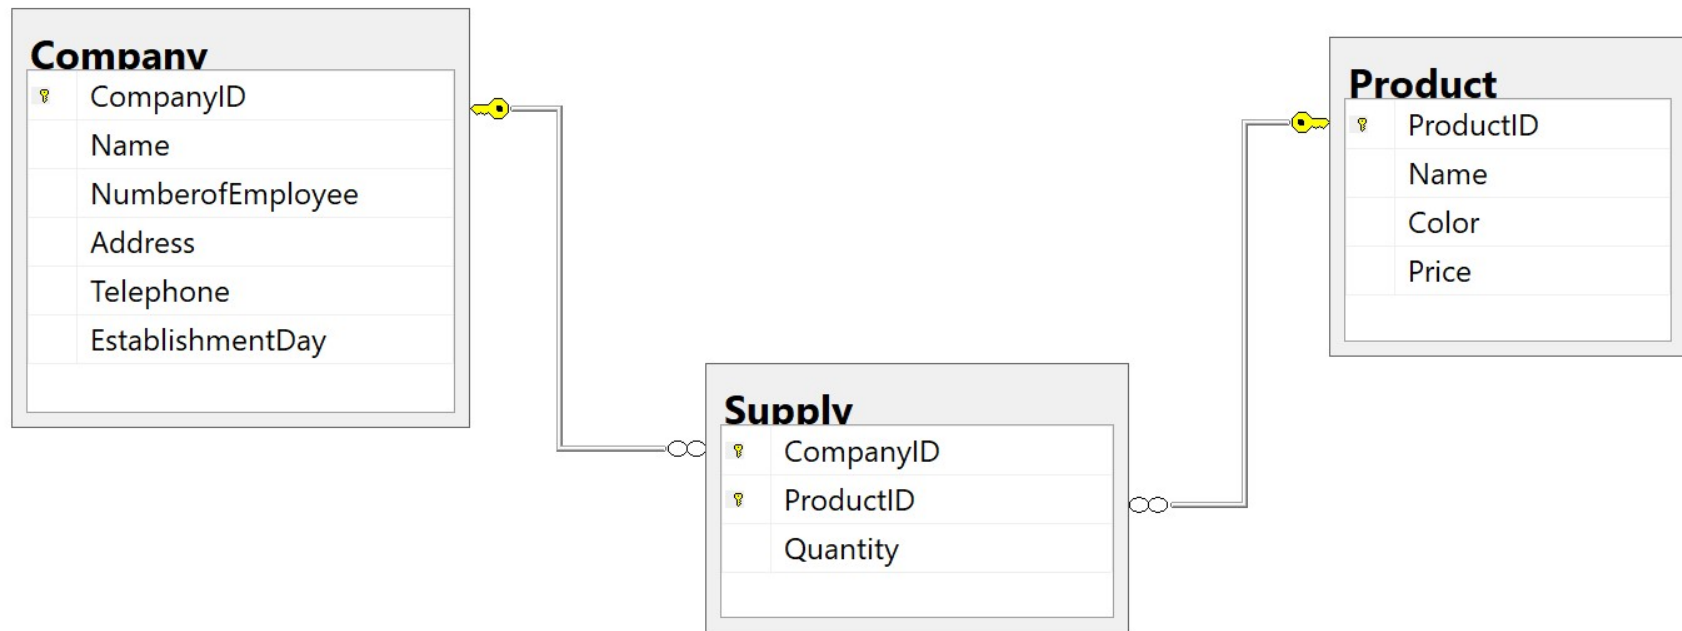 Company
CompanyID
Name
NumberofEmployee
Address
Telephone
EstablishmentDay
Product
ProductID
Name
Color
Price
Supply
CompanyID
ProductID
Quantity